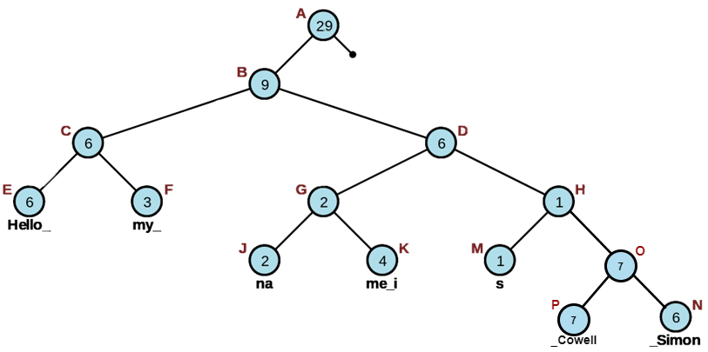 A
29
B
9
C
6
D
6
E
6
F
3
G
2
H
1
Hello_
my_
J
2
K
4
M
1
O
7
na
me_i
s
P
7
N
6
_Cowell
_Simon